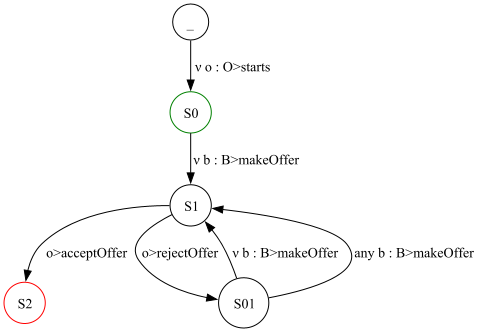 _
ν o : O>starts
S0
ν b : B>makeOffer
S1
o>acceptOffer
o>rejectOffer
ν b : B>makeOffer
any b : B>makeOffer
S2
S01